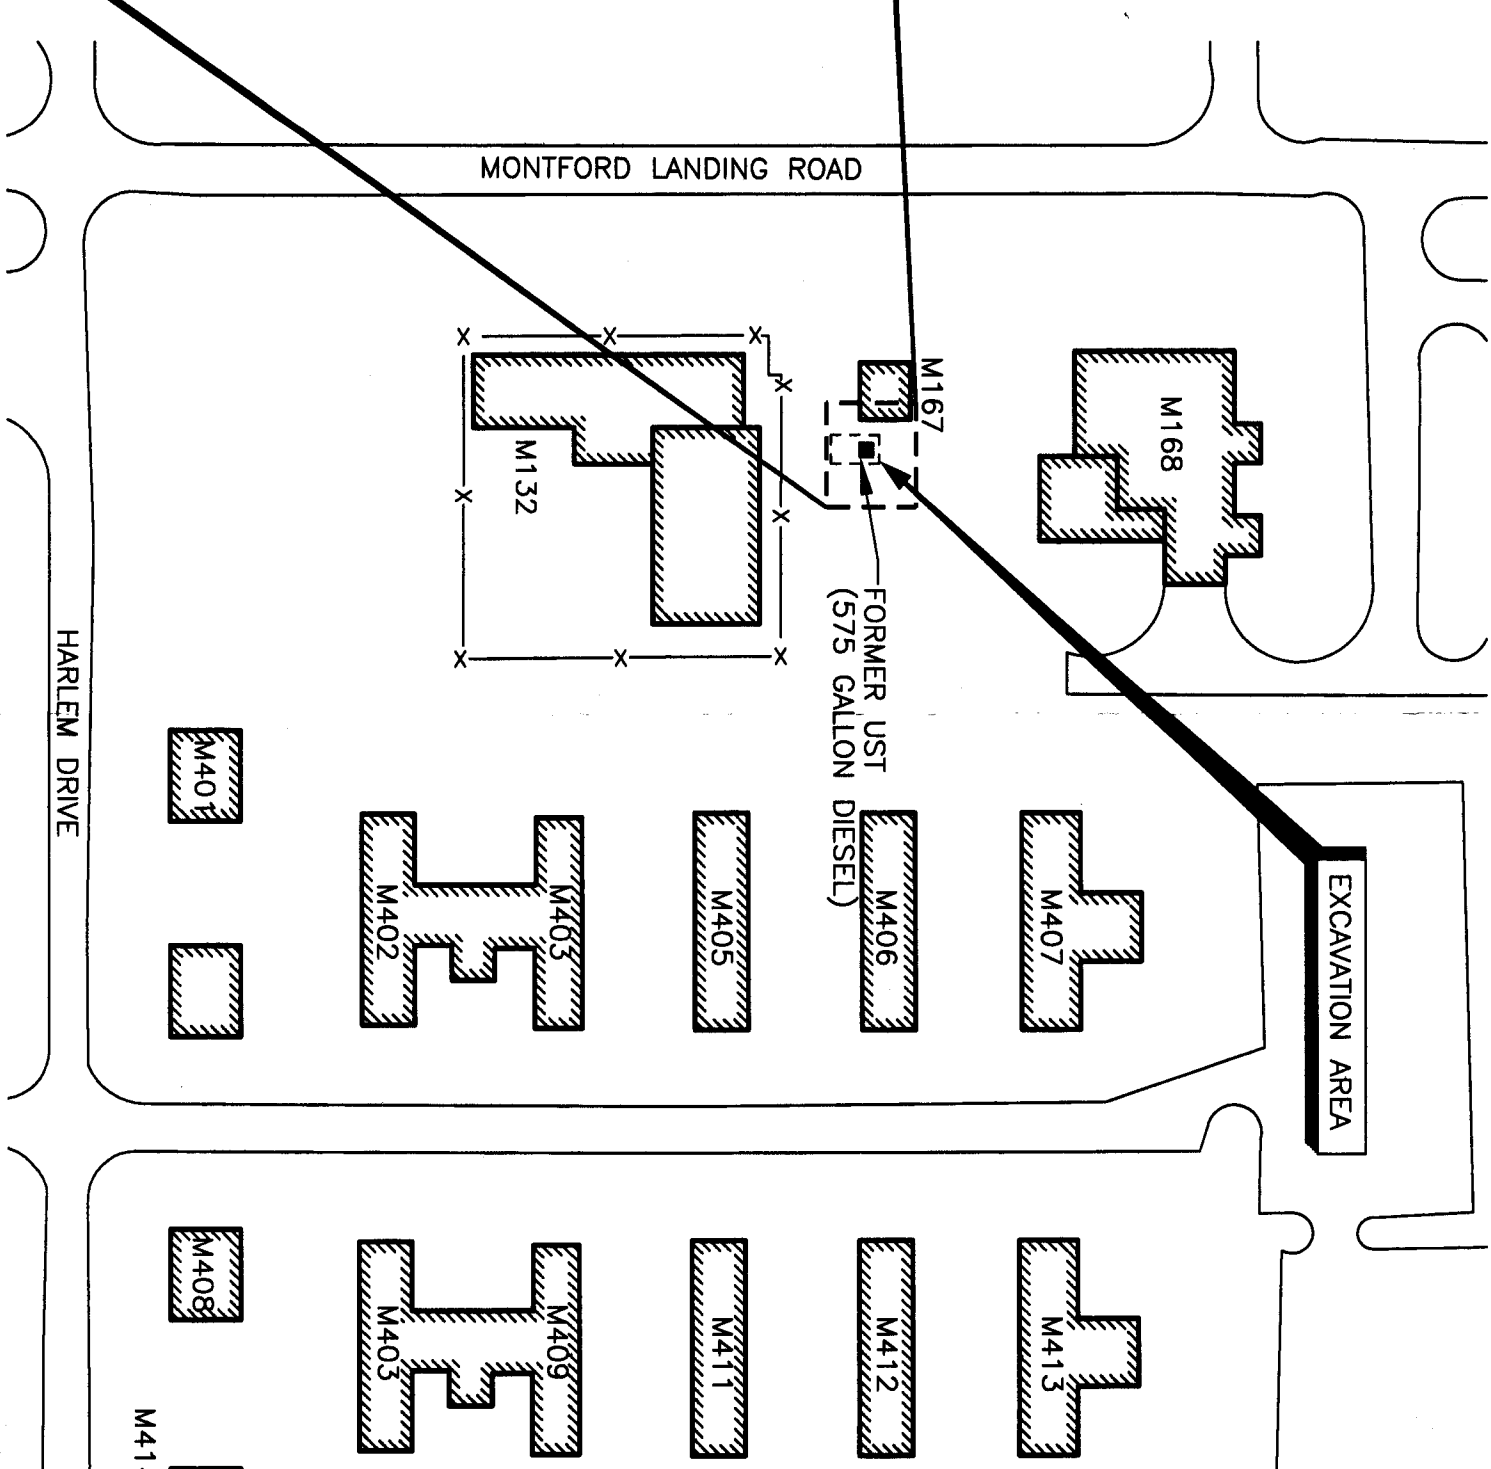 MONTFORD LANDING ROAD
M167
M168
M132
FORMER UST
(575 GALLON DIESEL)
HARLEM DRIVE
M401
M402
M403
M405
M406
M407
EXCAVATION AREA
M408
M403
M409
M411
M412
M413